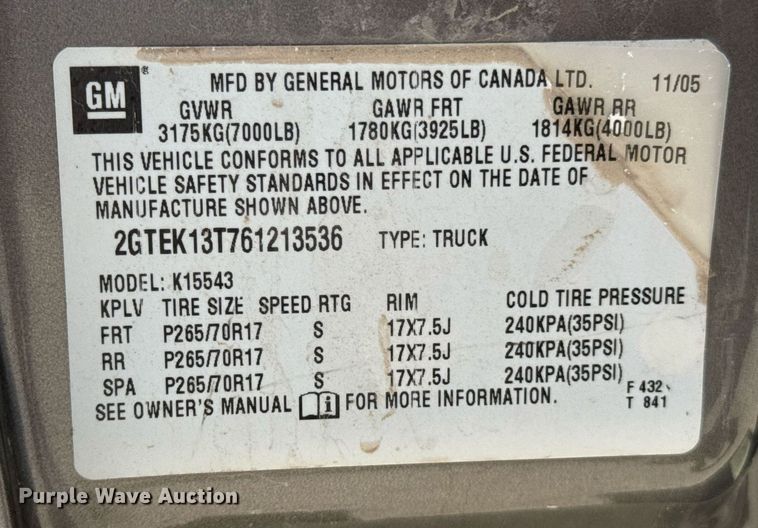 GM ® MFD BY GENERAL MOTORS OF CANADA LTD. 11/05
GVWR GAWR FRT GAWR RR
3175KG(7000LB) 1780KG(3925LB) 1814KG(4000LB)
THIS VEHICLE CONFORMS TO ALL APPLICABLE U.S. FEDERAL MOTOR
VEHICLE SAFETY STANDARDS IN EFFECT ON THE DATE OF
MANUFACTURE SHOWN ABOVE.
2GTEK13T761213536 TYPE: TRUCK
MODEL: K15543
KPLV TIRE SIZE SPEED RTG RIM COLD TIRE PRESSURE
FRT P265/70R17 S 17X7.5J 240KPA(35PSI)
RR P265/70R17 S 17X7.5J 240KPA(35PSI)
SPA P265/70R17 S 17X7.5J 240KPA(35PSI)
SEE OWNER'S MANUAL i FOR MORE INFORMATION.
F 432
T 841
Purple Wave Auction